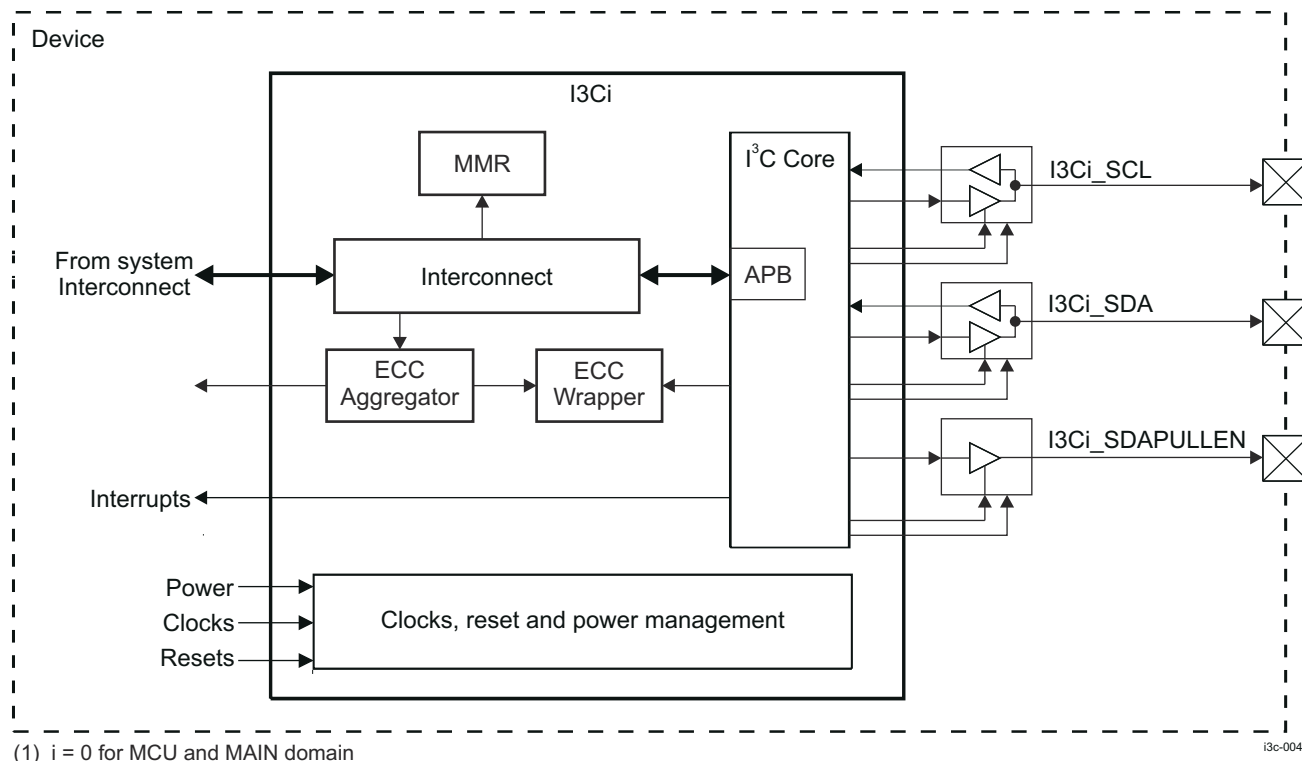 Device
I3Ci
MMR
I³C Core
I3Ci_SCL
From system
Interconnect
Interconnect
APB
I3Ci_SDA
ECC
Aggregator
ECC
Wrapper
I3Ci_SDAPULLEN
Interrupts
Power
Clocks
Resets
Clocks, reset and power management
(1) i = 0 for MCU and MAIN domain
i3c-004